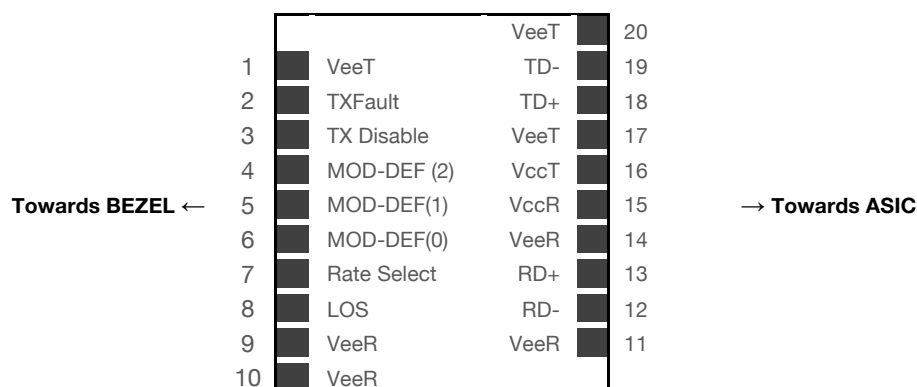 VeeT 20
1 VeeT TD- 19
2 TXFault TD+ 18
3 TX Disable VeeT 17
4 MOD-DEF (2) VccT 16
Towards BEZEL ← 5 MOD-DEF(1) VccR 15 → Towards ASIC
6 MOD-DEF(0) VeeR 14
7 Rate Select RD+ 13
8 LOS RD- 12
9 VeeR VeeR 11
10 VeeR